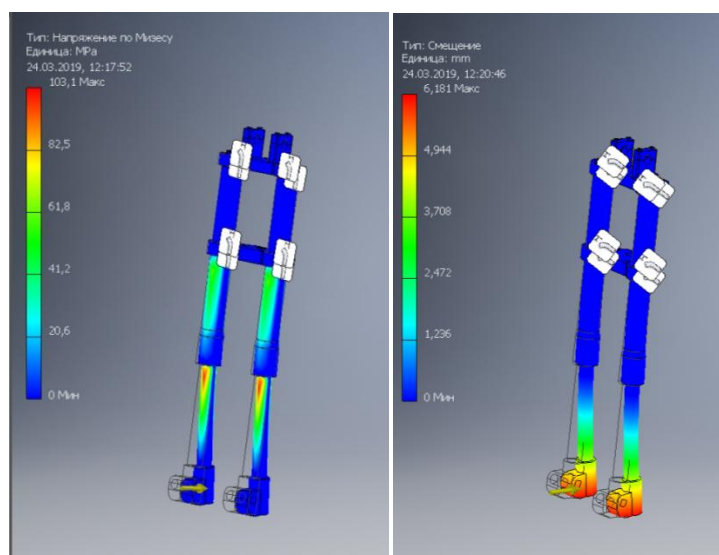 Тип: Напряжение по Мизесу
Единица: MPa
24.03.2019, 12:17:52
103,1 Макс
82,5
61,8
41,2
20,6
0 Мин
Тип: Смещение
Единица: mm
24.03.2019, 12:20:46
6,181 Макс
4,944
3,708
2,472
1,236
0 Мин